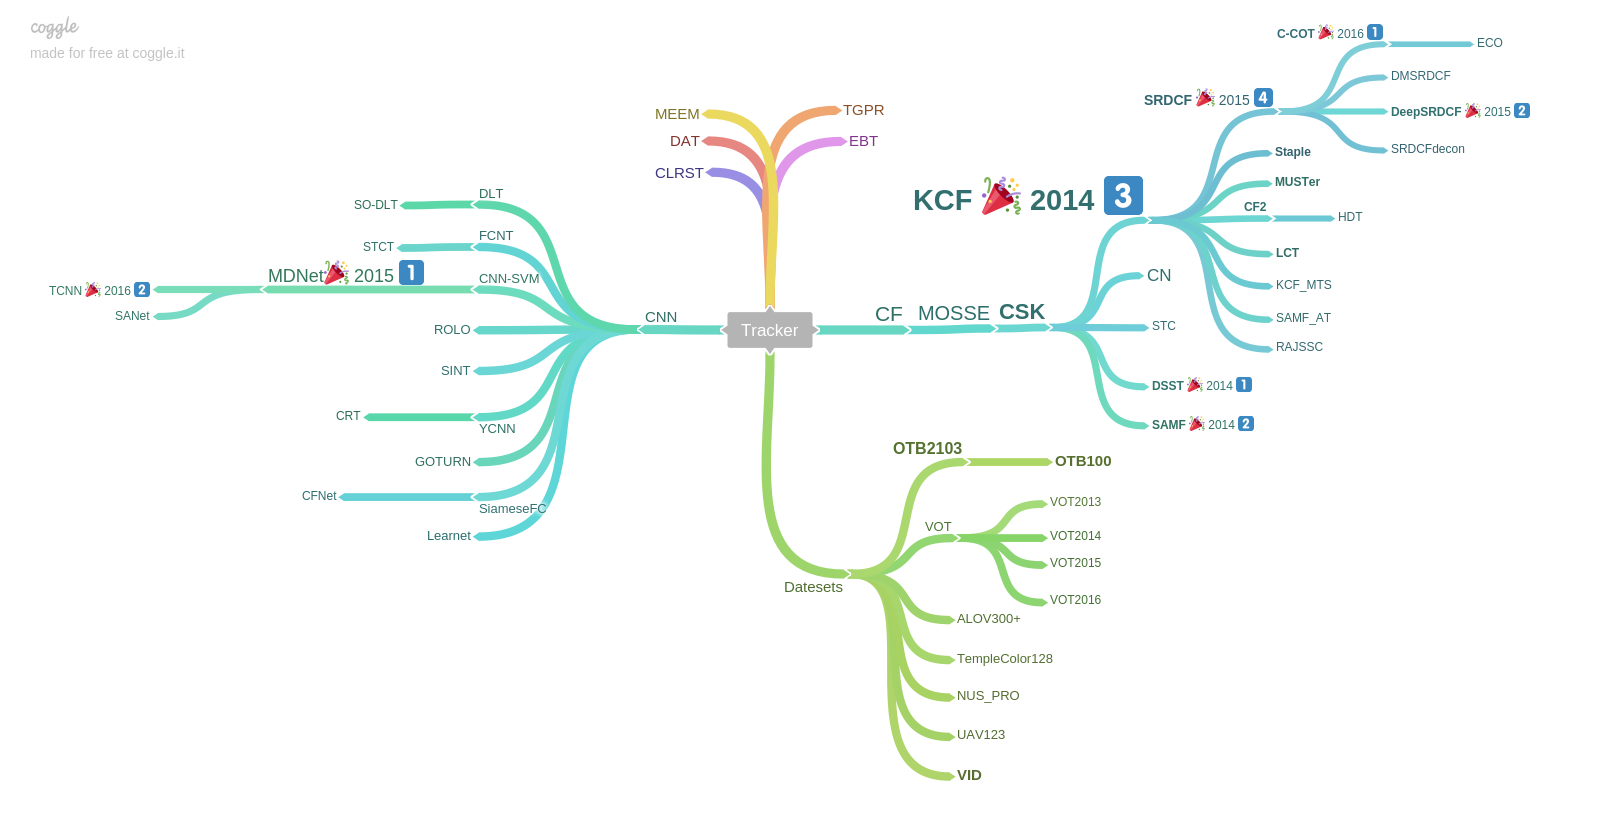 coggle
made for free at coggle.it
C-COT 🎉 2016 1️⃣
ECO
DMSRDCF
SRDCF 🎉 2015 4️⃣
DeepSRDCF 🎉 2015 2️⃣
SRDCFdecon
MEEM
TGPR
DAT
EBT
CLRST
KCF 🎉 2014 3️⃣
Staple
MUSTer
CF2
HDT
LCT
KCF_MTS
SAMF_AT
RAJSSC
DLT
SO-DLT
FCNT
STCT
CNN-SVM
MDNet🎉 2015 1️⃣
TCNN 🎉 2016 2️⃣
SANet
ROLO
SINT
CRT
YCNN
GOTURN
CFNet
SiameseFC
Learnet
CNN
Tracker
CF
MOSSE
CSK
CN
STC
DSST 🎉 2014 1️⃣
SAMF 🎉 2014 2️⃣
OTB2103
OTB100
VOT
VOT2013
VOT2014
VOT2015
VOT2016
Datesets
ALOV300+
TempleColor128
NUS_PRO
UAV123
VID